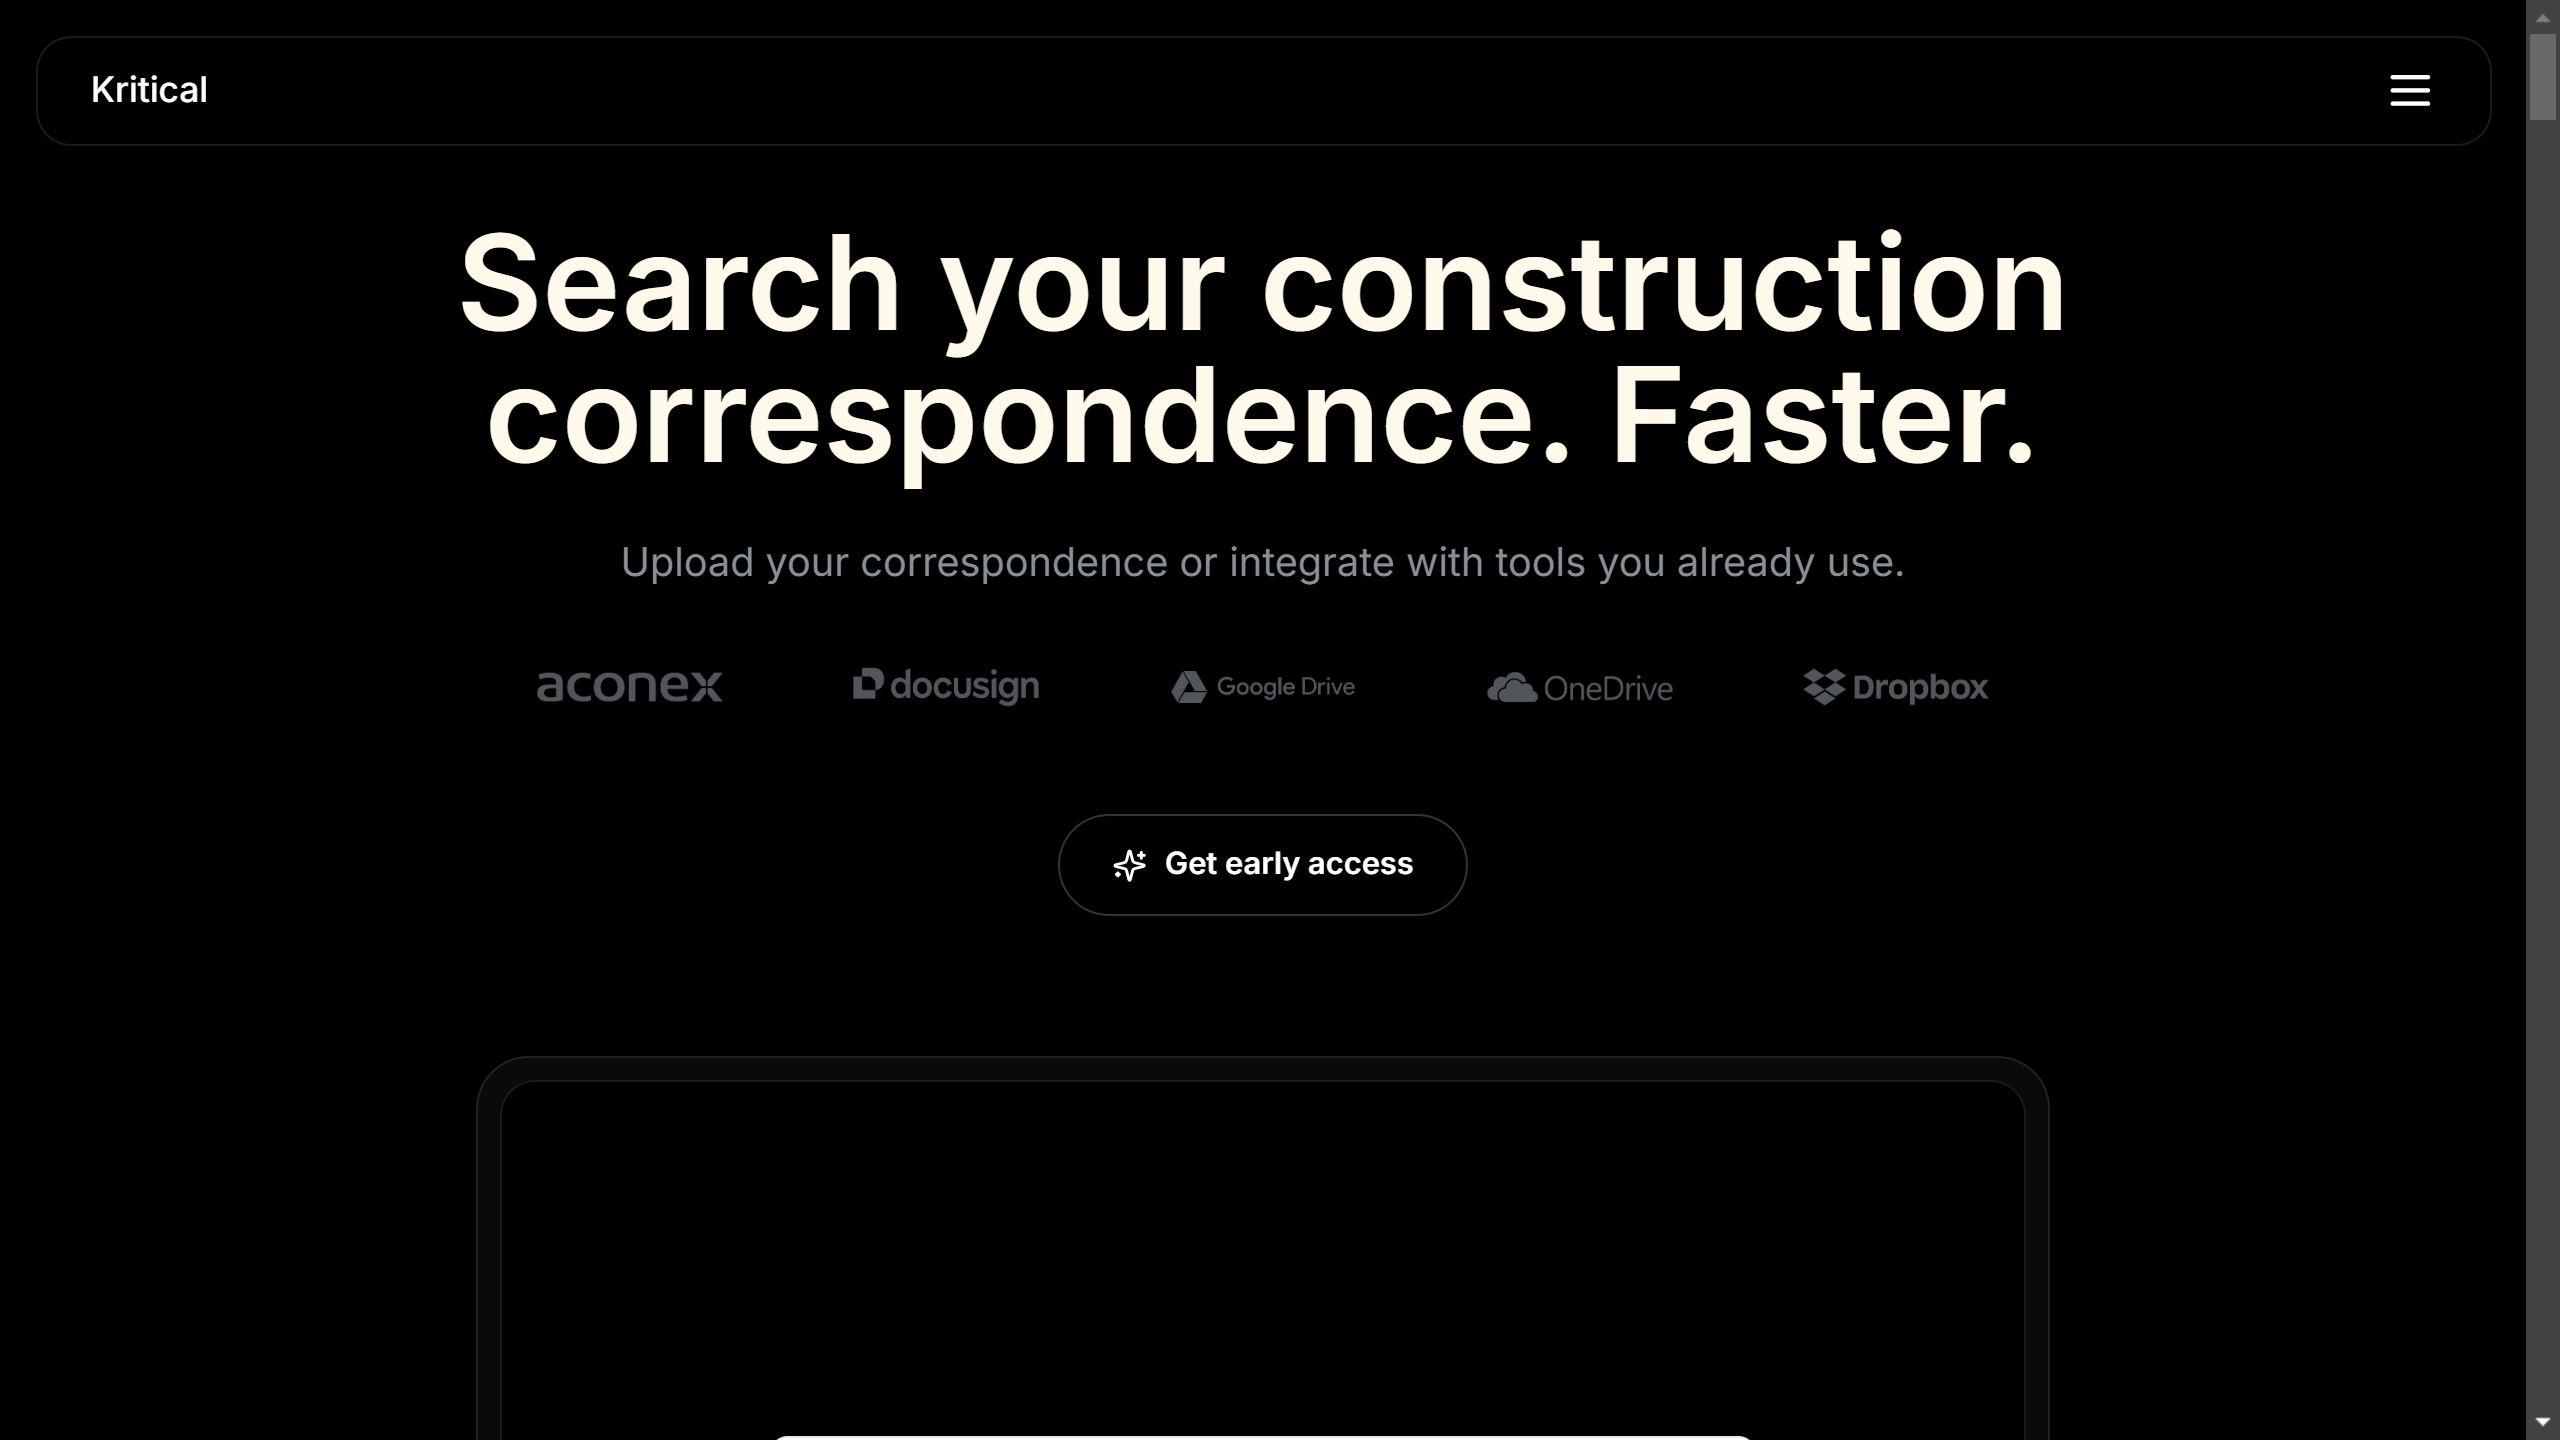 Kritical
Search your construction
correspondence. Faster.
Upload your correspondence or integrate with tools you already use.
aconex docusign Google Drive OneDrive Dropbox
Get early access